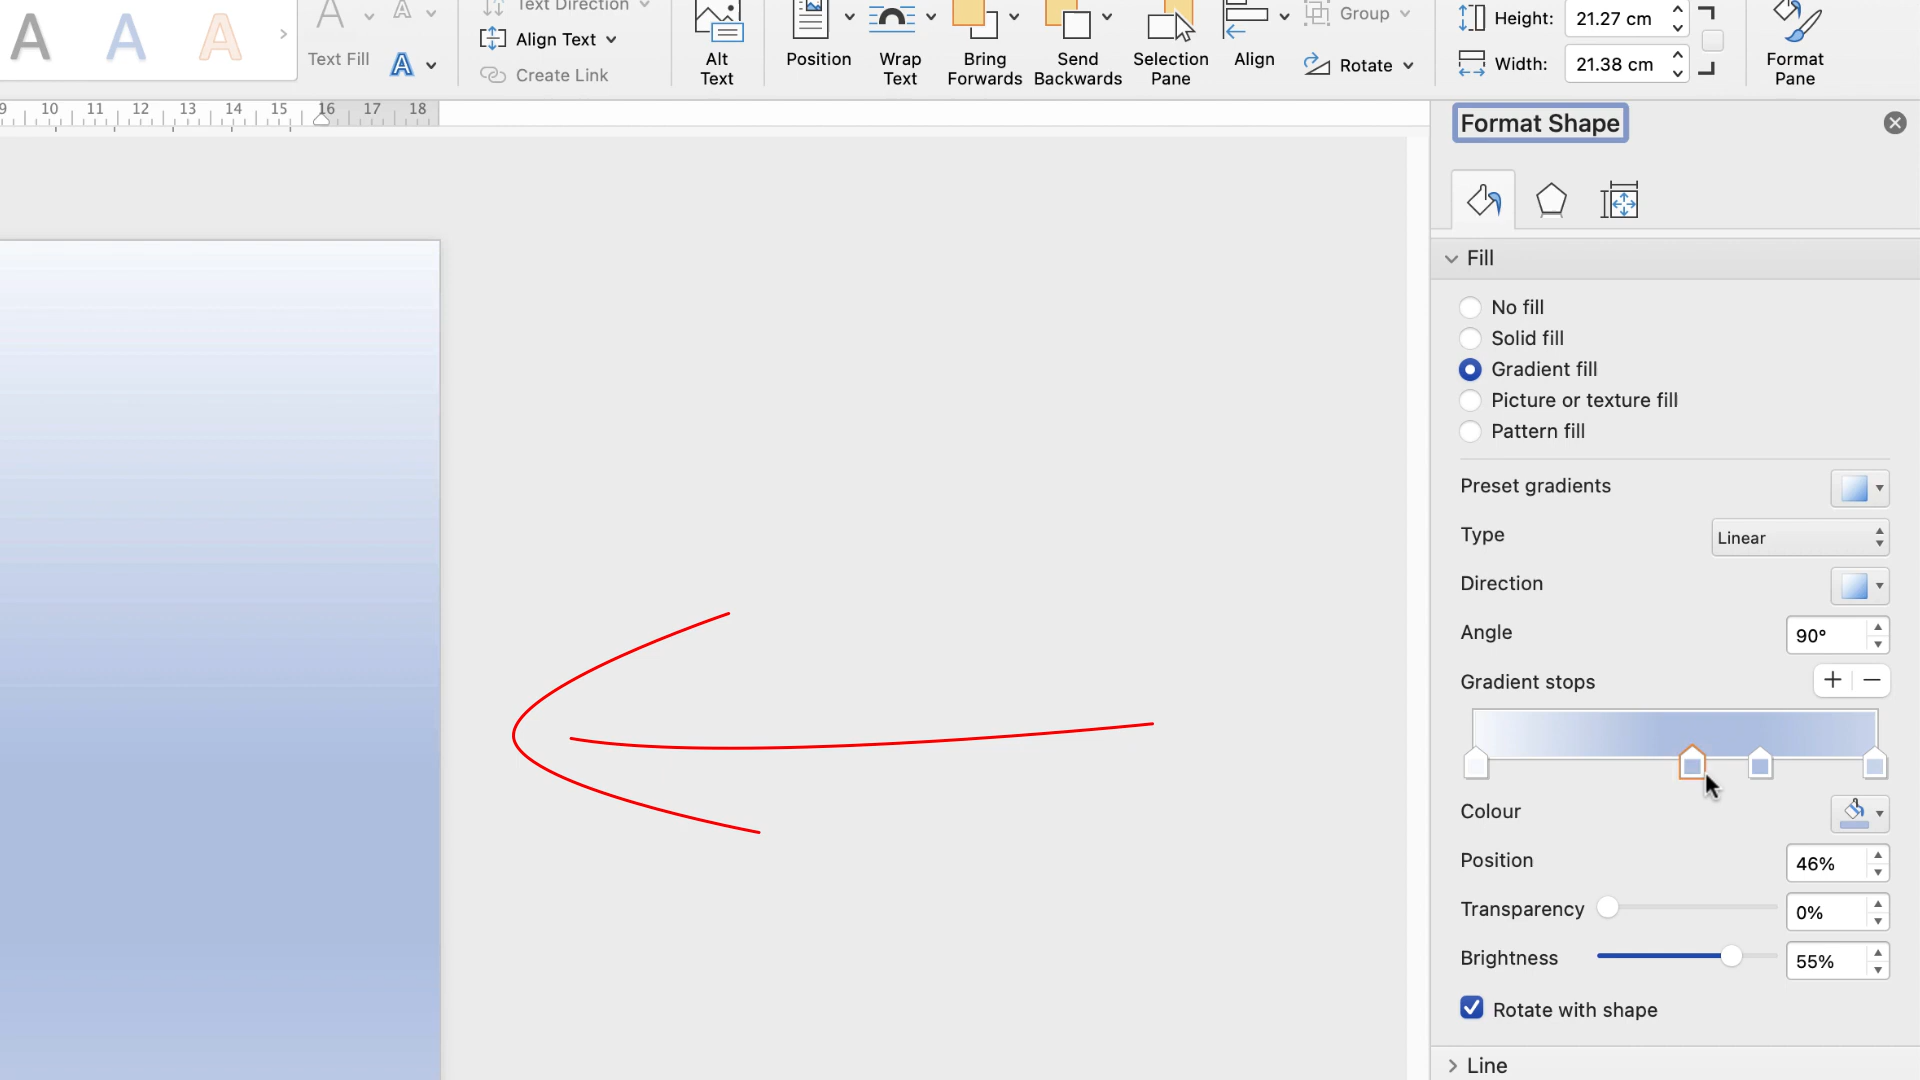 A A A
Text Fill
A
Text Direction
Align Text
Create Link
Alt Text
Position
Wrap Text
Bring Forwards
Send Backwards
Selection Pane
Align
Group
Rotate
Height: 21.27 cm
Width: 21.38 cm
Format Pane
9 10 11 12 13 14 15 16 17 18
Format Shape
Fill
No fill
Solid fill
Gradient fill
Picture or texture fill
Pattern fill
Preset gradients
Type Linear
Direction
Angle 90°
Gradient stops + −
Colour
Position 46%
Transparency 0%
Brightness 55%
Rotate with shape
Line